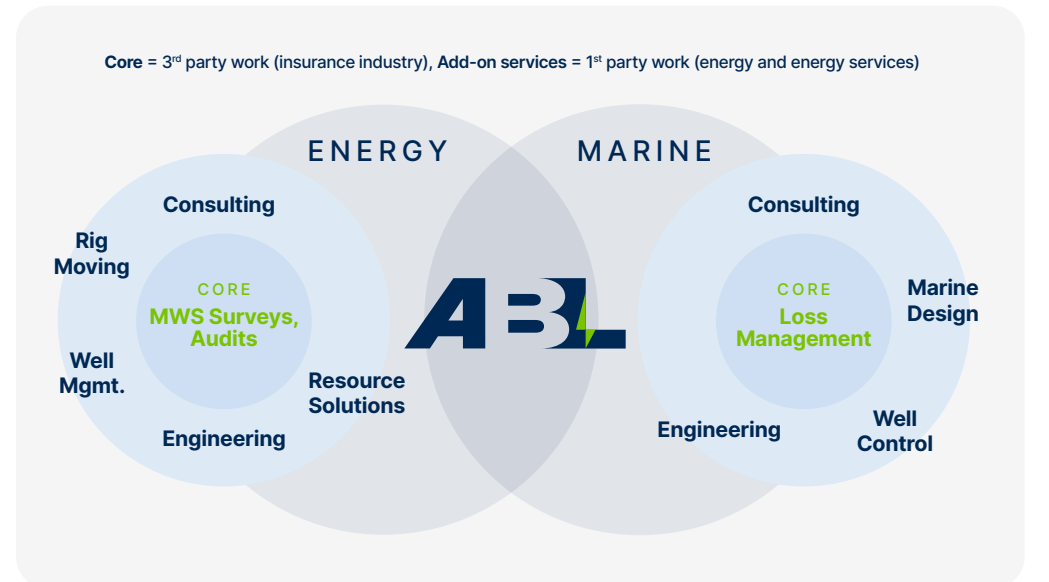 Core = 3rd party work (insurance industry), Add-on services = 1st party work (energy and energy services)
ENERGY
MARINE
Consulting
Rig
Moving
CORE
MWS Surveys,
Audits
Well
Mgmt.
Resource
Solutions
Engineering
ABL
Consulting
CORE
Loss
Management
Marine
Design
Engineering
Well
Control